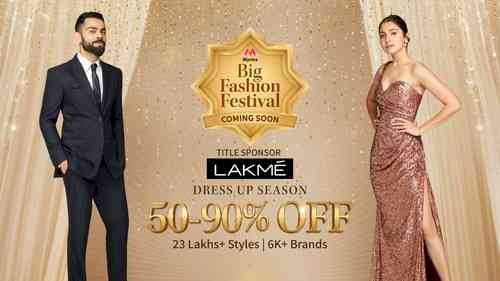 Myntra
Big
Fashion
Festival
COMING SOON
TITLE SPONSOR
LAKMÉ
DRESS UP SEASON
50-90% OFF
23 Lakhs+ Styles | 6K+ Brands